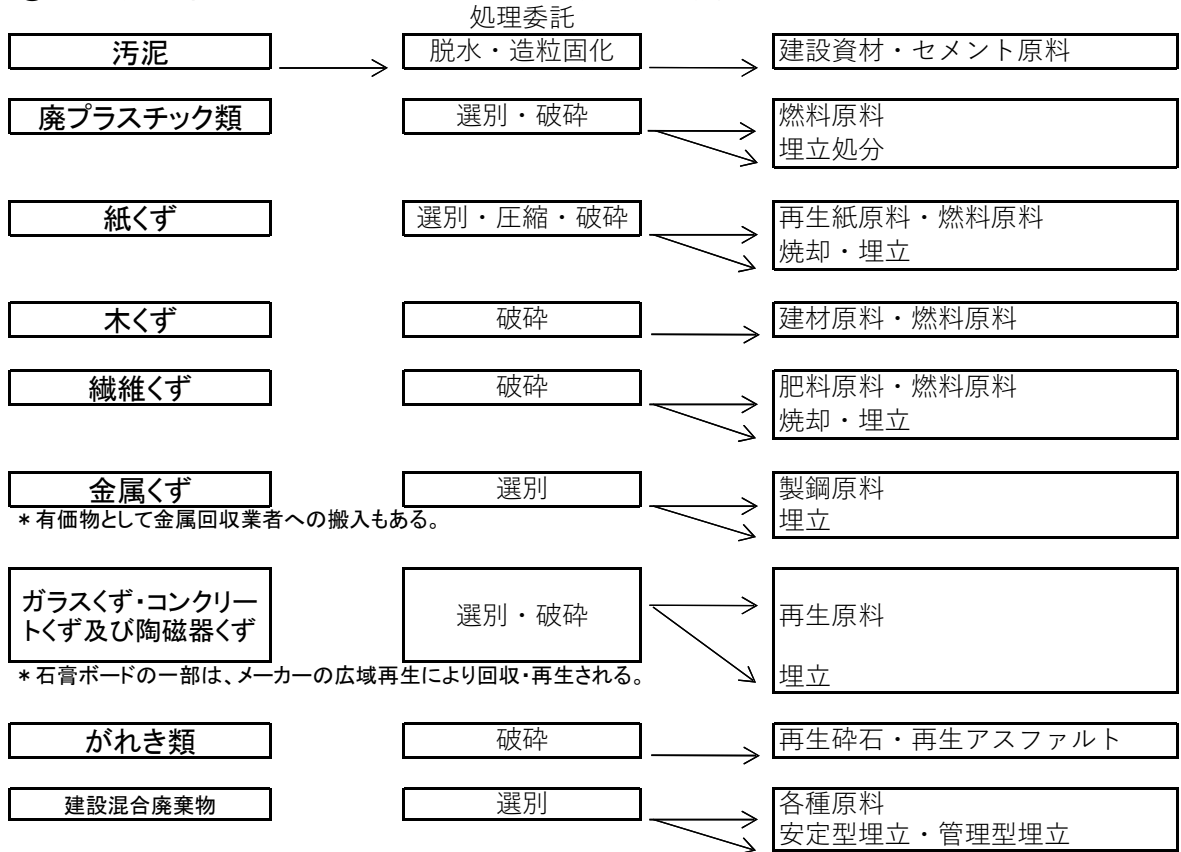 処理委託
汚泥
脱水・造粒固化
建設資材・セメント原料
廃プラスチック類
選別・破砕
燃料原料
埋立処分
紙くず
選別・圧縮・破砕
再生紙原料・燃料原料
焼却・埋立
木くず
破砕
建材原料・燃料原料
繊維くず
破砕
肥料原料・燃料原料
焼却・埋立
金属くず
選別
製鋼原料
埋立
＊有価物として金属回収業者への搬入もある。
ガラスくず・コンクリー
トくず及び陶磁器くず
選別・破砕
再生原料
埋立
＊石膏ボードの一部は、メーカーの広域再生により回収・再生される。
がれき類
破砕
再生砕石・再生アスファルト
建設混合廃棄物
選別
各種原料
安定型埋立・管理型埋立